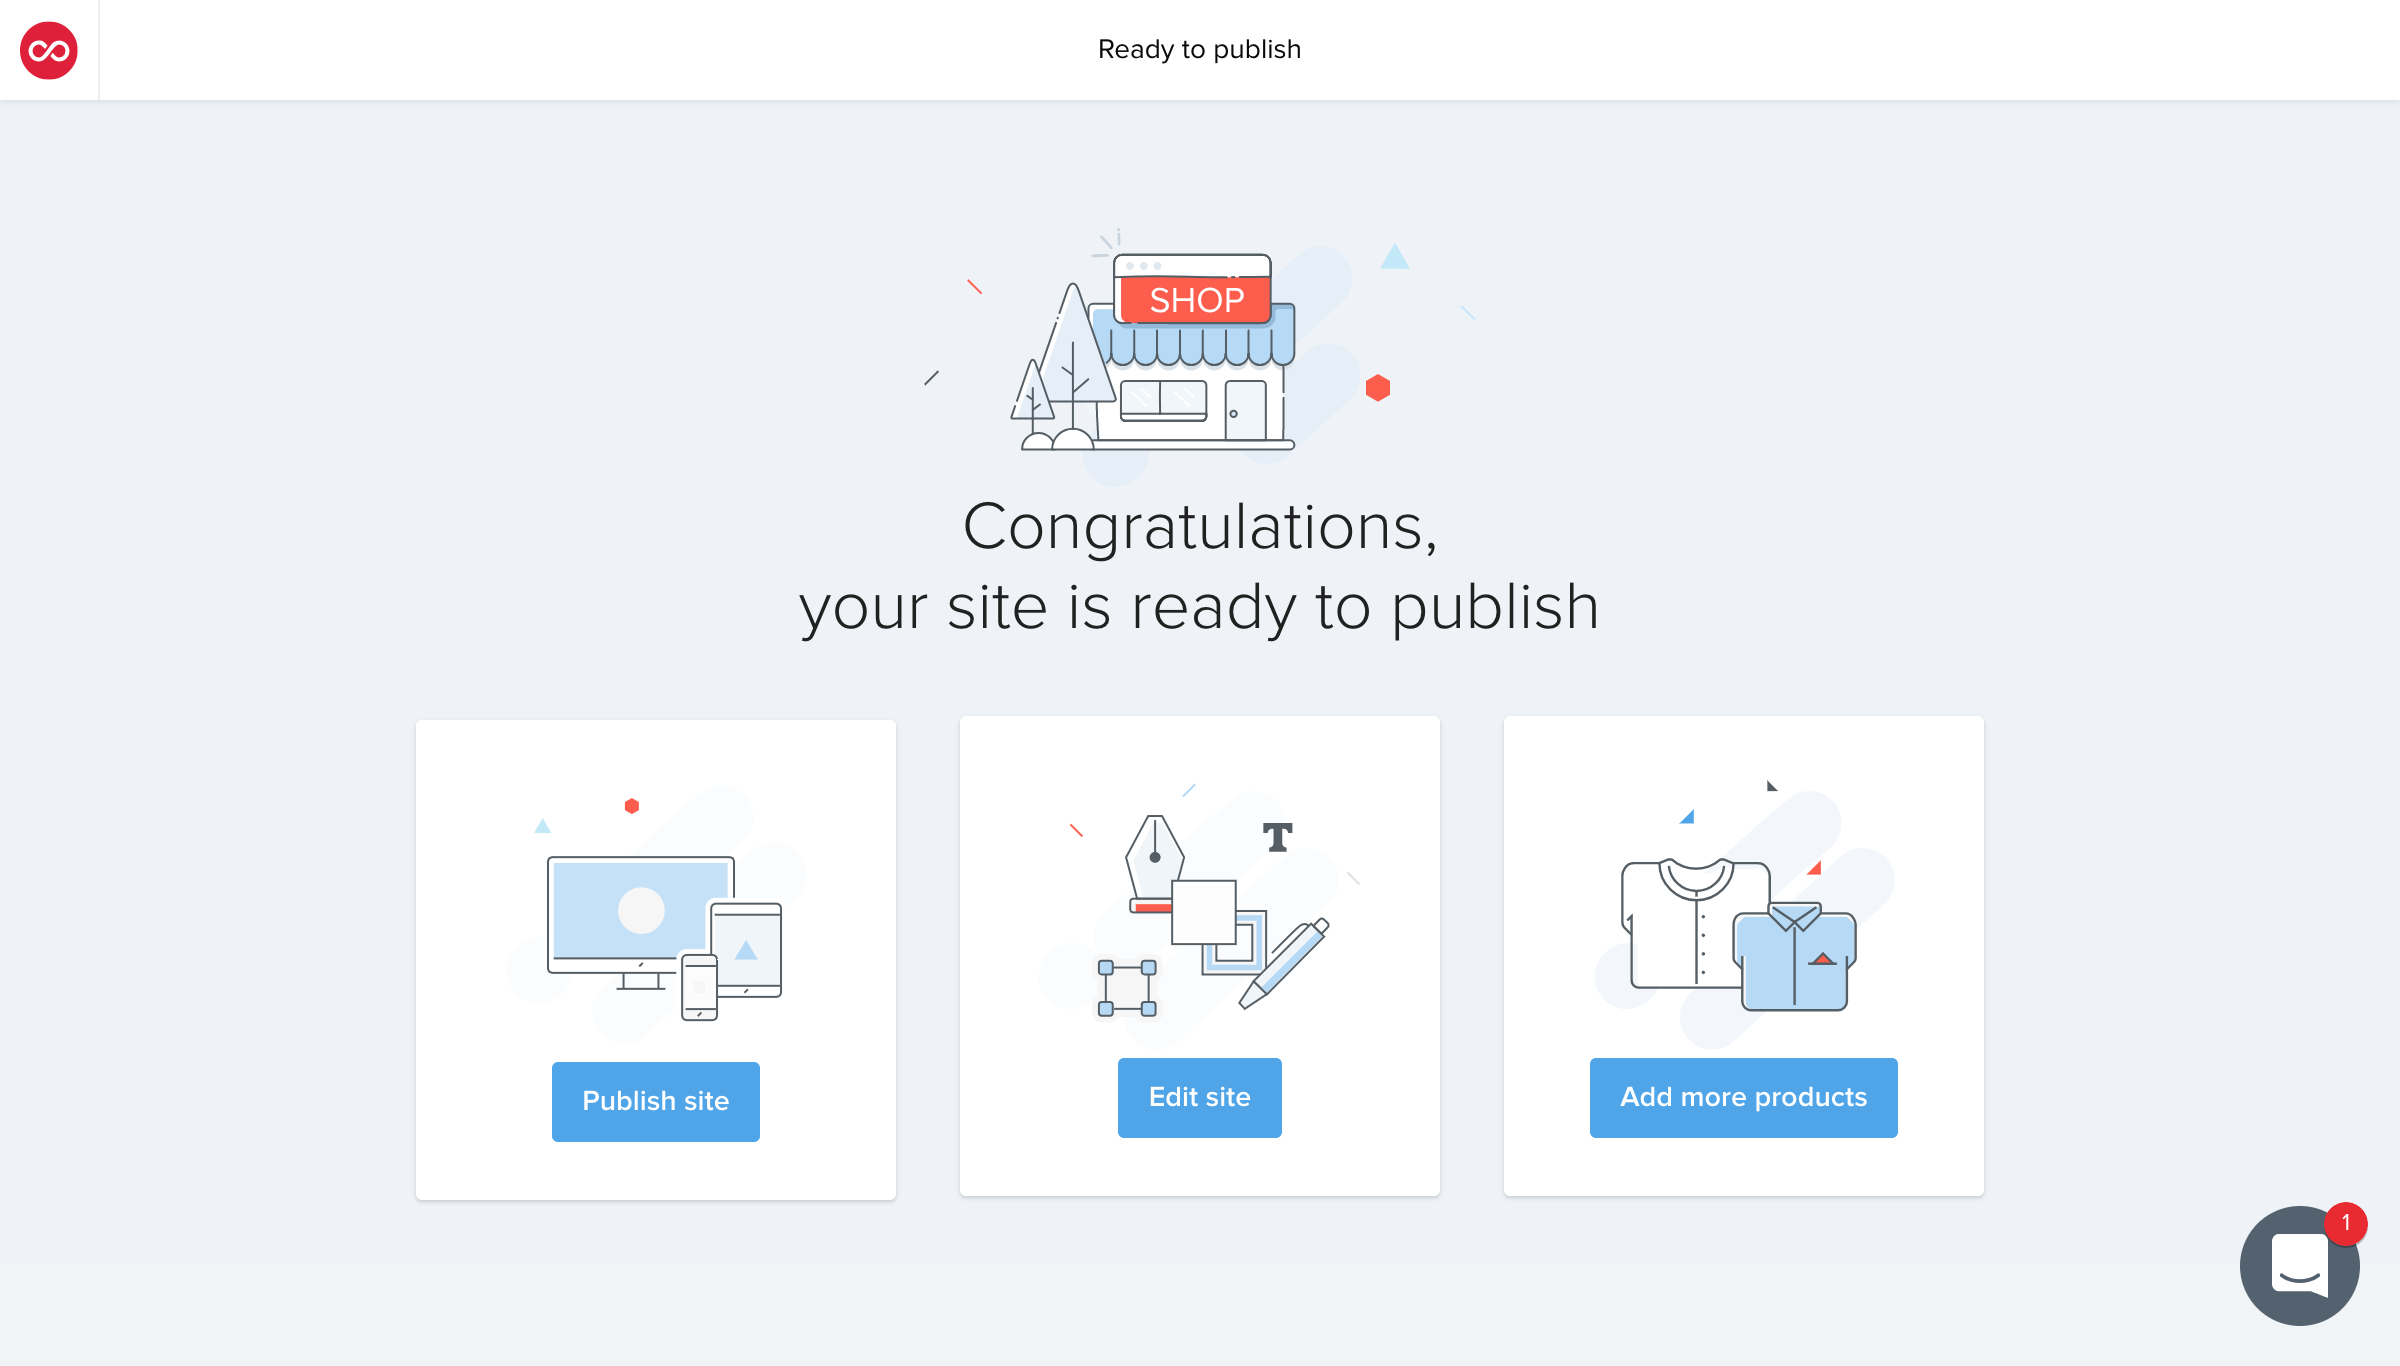 Ready to publish
SHOP
Congratulations,
your site is ready to publish
T
Publish site
Edit site
Add more products
1